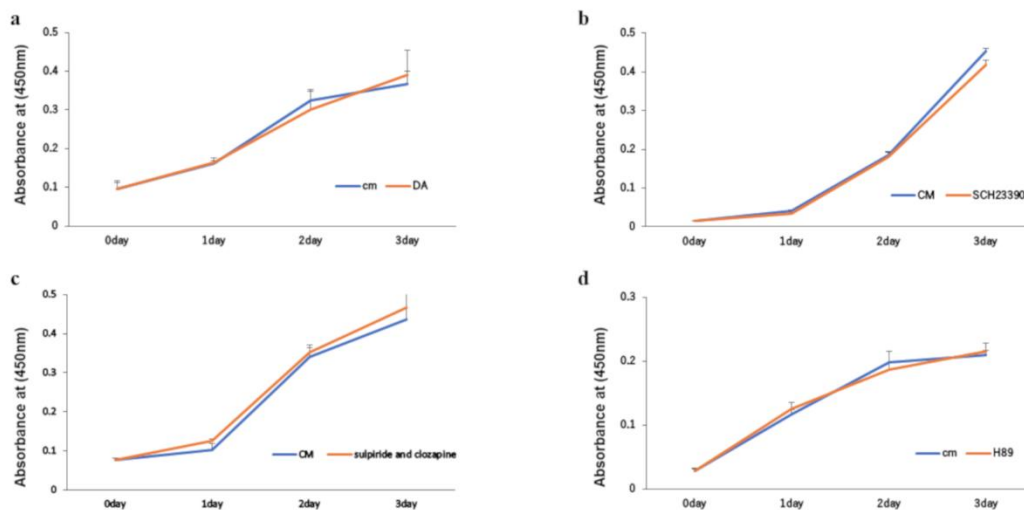 a
Absorbance at (450nm)
0.5
0.4
0.3
0.2
0.1
0
0day 1day 2day 3day
cm DA
b
Absorbance at (450nm)
0.5
0.4
0.3
0.2
0.1
0
0day 1day 2day 3day
CM SCH23390
c
Absorbance at (450nm)
0.5
0.4
0.3
0.2
0.1
0
0day 1day 2day 3day
CM sulpiride and clozapine
d
Absorbance at (450nm)
0.3
0.2
0.1
0
0day 1day 2day 3day
cm H89